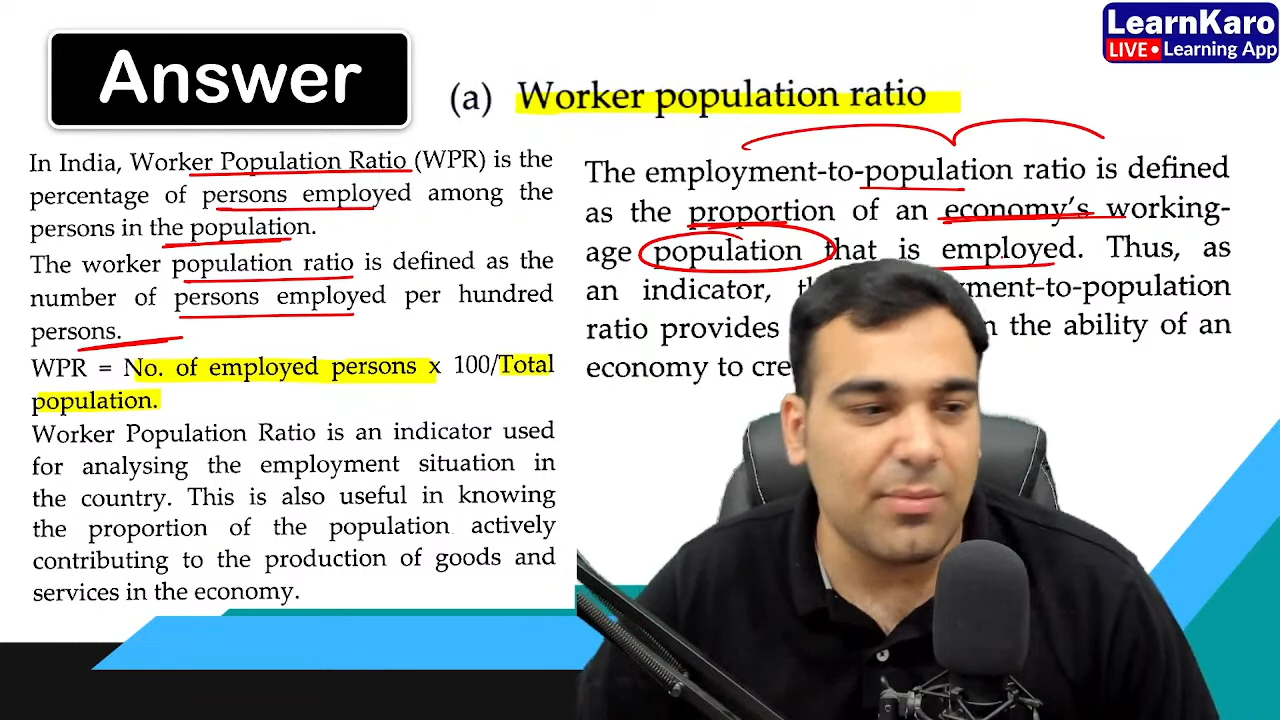 LearnKaro
LIVE • Learning App
Answer
(a) Worker population ratio
In India, Worker Population Ratio (WPR) is the
percentage of persons employed among the
persons in the population.
The worker population ratio is defined as the
number of persons employed per hundred
persons.
WPR = No. of employed persons x 100/Total
population.
Worker Population Ratio is an indicator used
for analysing the employment situation in
the country. This is also useful in knowing
the proportion of the population actively
contributing to the production of goods and
services in the economy.
The employment-to-population ratio is defined
as the proportion of an economy's working-
age population that is employed. Thus, as
an indicator, yment-to-population
ratio provides the ability of an
economy to